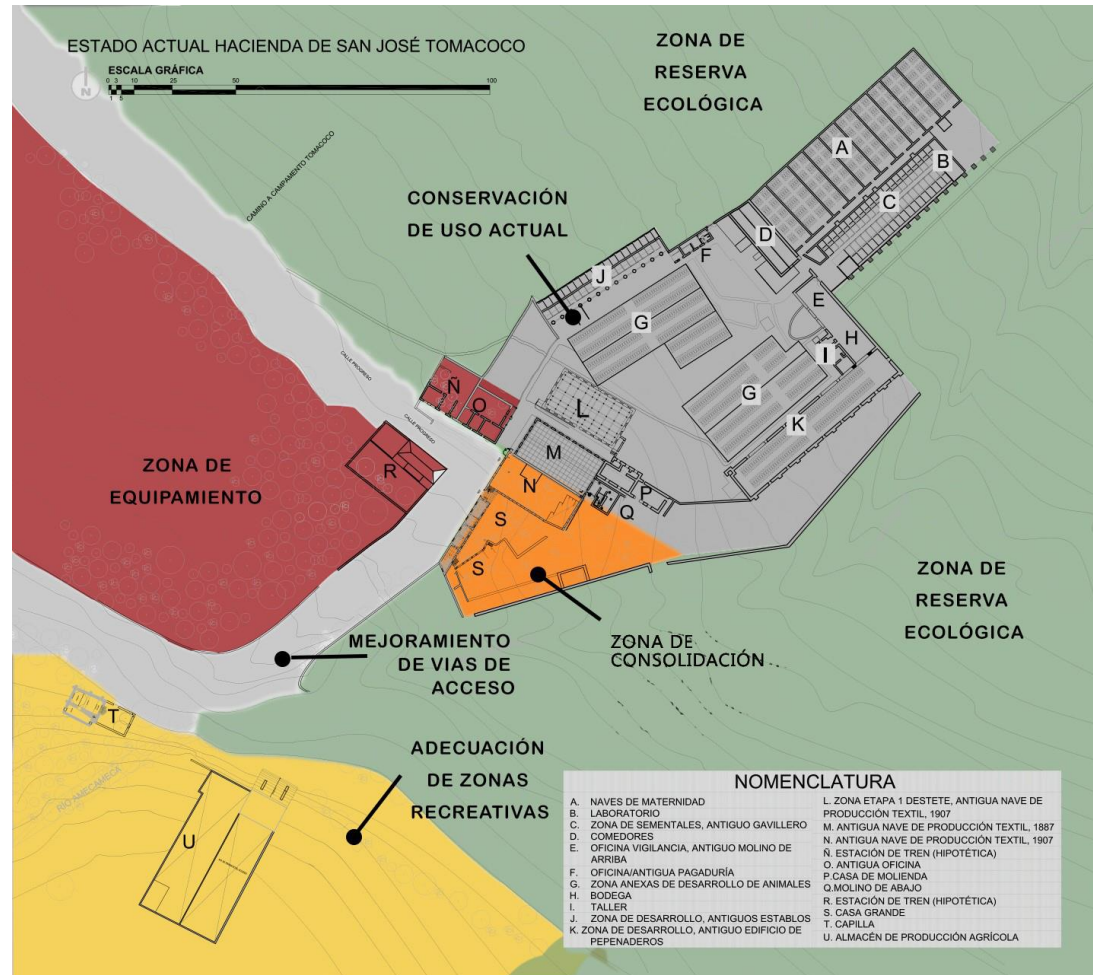 ESTADO ACTUAL HACIENDA DE SAN JOSÉ TOMACOCO
ESCALA GRÁFICA
0 3 10 25 50 100
1 5
N
ZONA DE
RESERVA
ECOLÓGICA
CAMINO A CAMPAMENTO TOMACOCO
CONSERVACIÓN
DE USO ACTUAL
A
B
C
D
F
J
E
G
H
I
G
K
CALLE PROGRESO
Ñ
O
L
CALLE PROGRESO
M
ZONA DE
EQUIPAMIENTO
R
N
P
Q
S
S
ZONA DE
RESERVA
ECOLÓGICA
MEJORAMIENTO
DE VIAS DE
ACCESO
ZONA DE
CONSOLIDACIÓN
T
ADECUACIÓN
DE ZONAS
RECREATIVAS
RÍO AMECAMECA
U
NOMENCLATURA
A. NAVES DE MATERNIDAD
B. LABORATORIO
C. ZONA DE SEMENTALES, ANTIGUO GAVILLERO
D. COMEDORES
E. OFICINA VIGILANCIA, ANTIGUO MOLINO DE
ARRIBA
F. OFICINA/ANTIGUA PAGADURÍA
G. ZONA ANEXAS DE DESARROLLO DE ANIMALES
H. BODEGA
I. TALLER
J. ZONA DE DESARROLLO, ANTIGUOS ESTABLOS
K. ZONA DE DESARROLLO, ANTIGUO EDIFICIO DE
PEPENADEROS
L. ZONA ETAPA 1 DESTETE, ANTIGUA NAVE DE
PRODUCCIÓN TEXTIL, 1907
M. ANTIGUA NAVE DE PRODUCCIÓN TEXTIL, 1887
N. ANTIGUA NAVE DE PRODUCCIÓN TEXTIL, 1907
Ñ. ESTACIÓN DE TREN (HIPOTÉTICA)
O. ANTIGUA OFICINA
P.CASA DE MOLIENDA
Q.MOLINO DE ABAJO
R. ESTACIÓN DE TREN (HIPOTÉTICA)
S. CASA GRANDE
T. CAPILLA
U. ALMACÉN DE PRODUCCIÓN AGRÍCOLA